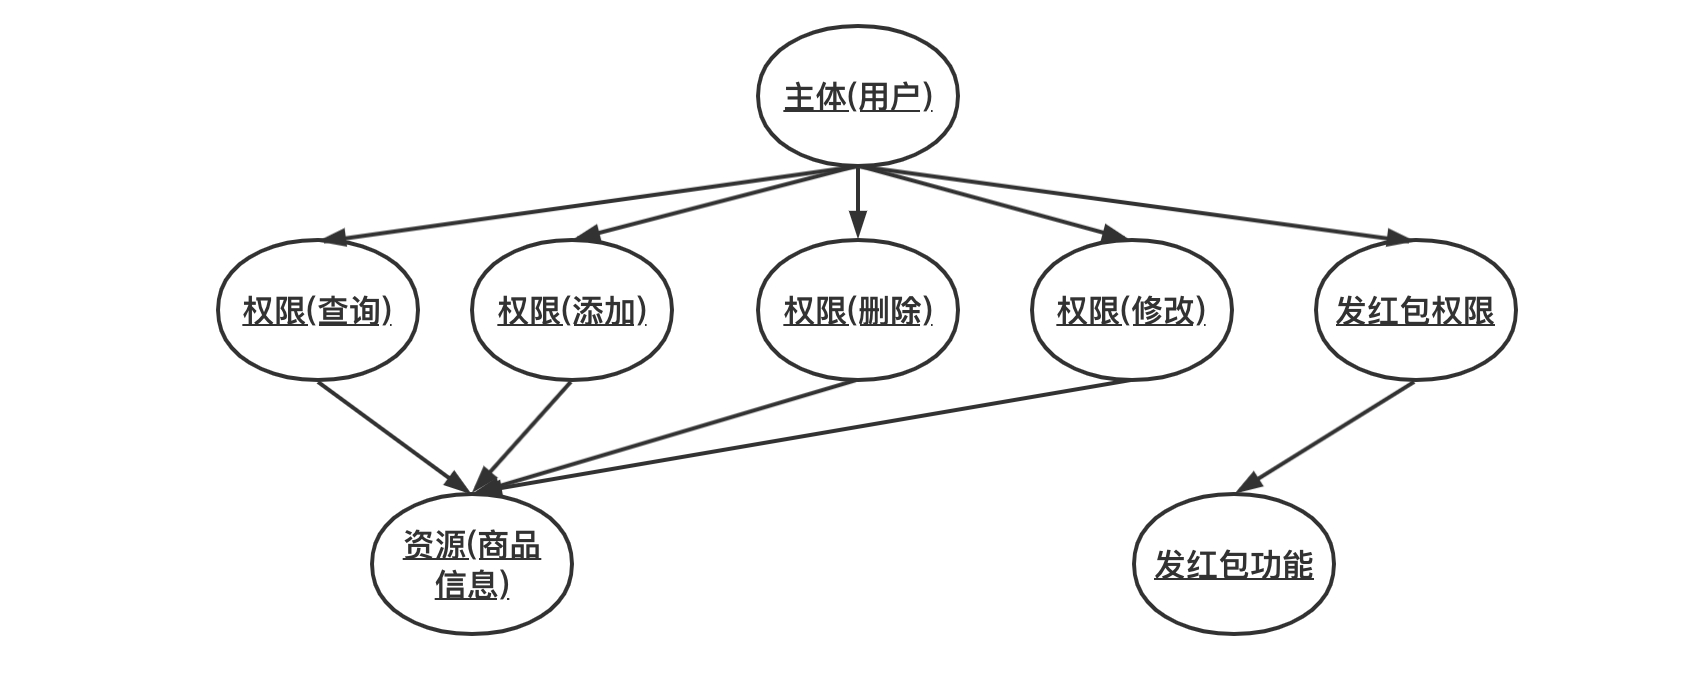 主体(用户)
权限(查询)
权限(添加)
权限(删除)
权限(修改)
发红包权限
资源(商品
信息)
发红包功能